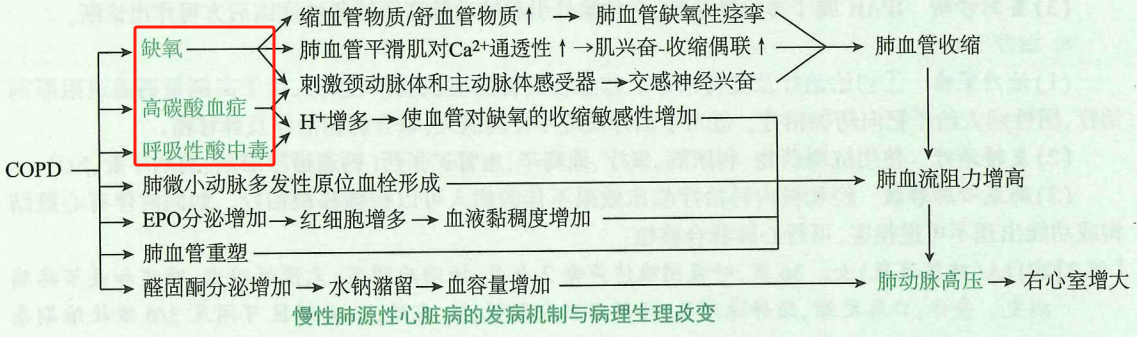 缩血管物质/舒血管物质↑→肺血管缺氧性痉挛
缺氧 肺血管平滑肌对Ca²⁺通透性↑→肌兴奋-收缩偶联↑ 肺血管收缩
刺激颈动脉体和主动脉体感受器→交感神经兴奋
高碳酸血症 H⁺增多→使血管对缺氧的收缩敏感性增加
呼吸性酸中毒
COPD
肺微小动脉多发性原位血栓形成 肺血流阻力增高
EPO分泌增加→红细胞增多→血液黏稠度增加
肺血管重塑
醛固酮分泌增加→水钠潴留→血容量增加 肺动脉高压→右心室增大
慢性肺源性心脏病的发病机制与病理生理改变